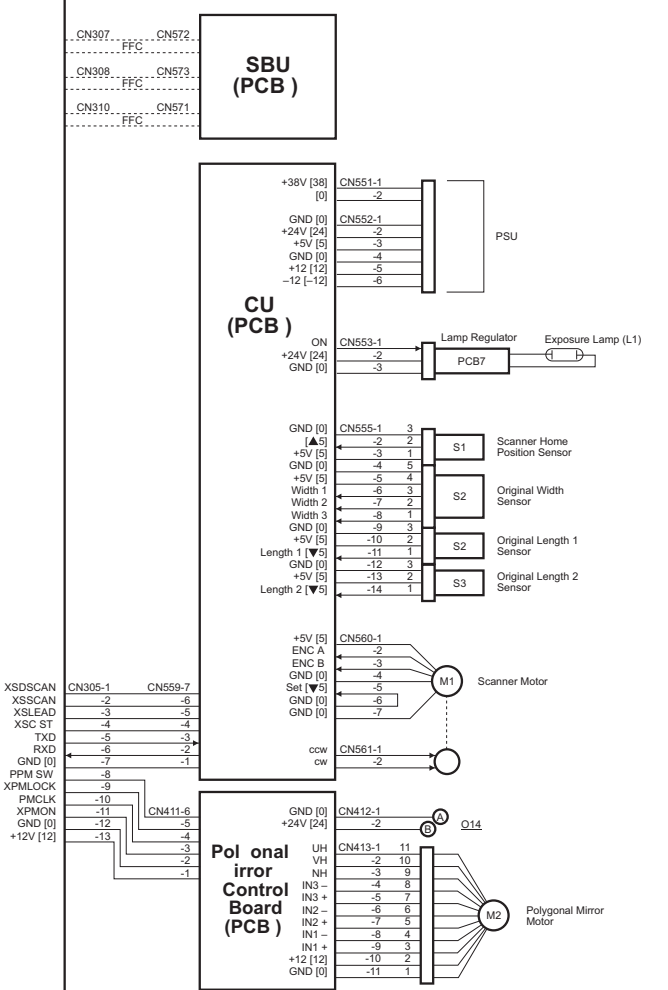 CN307 CN572
FFC
CN308 CN573
FFC
CN310 CN571
FFC
SBU
(PCB )
CU
(PCB )
+38V [38] CN551-1
[0] -2
GND [0] CN552-1
+24V [24] -2
+5V [5] -3
GND [0] -4
+12 [12] -5
–12 [–12] -6
PSU
ON CN553-1
+24V [24] -2
GND [0] -3
Lamp Regulator
PCB7
Exposure Lamp (L1)
GND [0] CN555-1 3
[▲5] -2 2
+5V [5] -3 1
GND [0] -4 5
+5V [5] -5 4
Width 1 -6 3
Width 2 -7 2
Width 3 -8 1
GND [0] -9 3
+5V [5] -10 2
Length 1 [▼5] -11 1
GND [0] -12 3
+5V [5] -13 2
Length 2 [▼5] -14 1
S1 Scanner Home
Position Sensor
S2 Original Width
Sensor
S2 Original Length 1
Sensor
S3 Original Length 2
Sensor
+5V [5] CN560-1
ENC A -2
ENC B -3
GND [0] -4
Set [▼5] -5
GND [0] -6
GND [0] -7
M1 Scanner Motor
ccw CN561-1
cw -2
XSDSCAN CN305-1 CN559-7
XSSCAN -2 -6
XSLEAD -3 -5
XSC ST -4 -4
TXD -5 -3
RXD -6 -2
GND [0] -7 -1
PPM SW -8
XPMLOCK -9
PMCLK -10
XPMON -11 CN411-6
GND [0] -12 -5
+12V [12] -13 -4
-3
-2
-1
Pol onal
irror
Control
Board
(PCB )
GND [0] CN412-1 A
+24V [24] -2 B O14
UH CN413-1 11
VH -2 10
NH -3 9
IN3 – -4 8
IN3 + -5 7
IN2 – -6 6
IN2 + -7 5
IN1 – -8 4
IN1 + -9 3
+12 [12] -10 2
GND [0] -11 1
M2 Polygonal Mirror
Motor